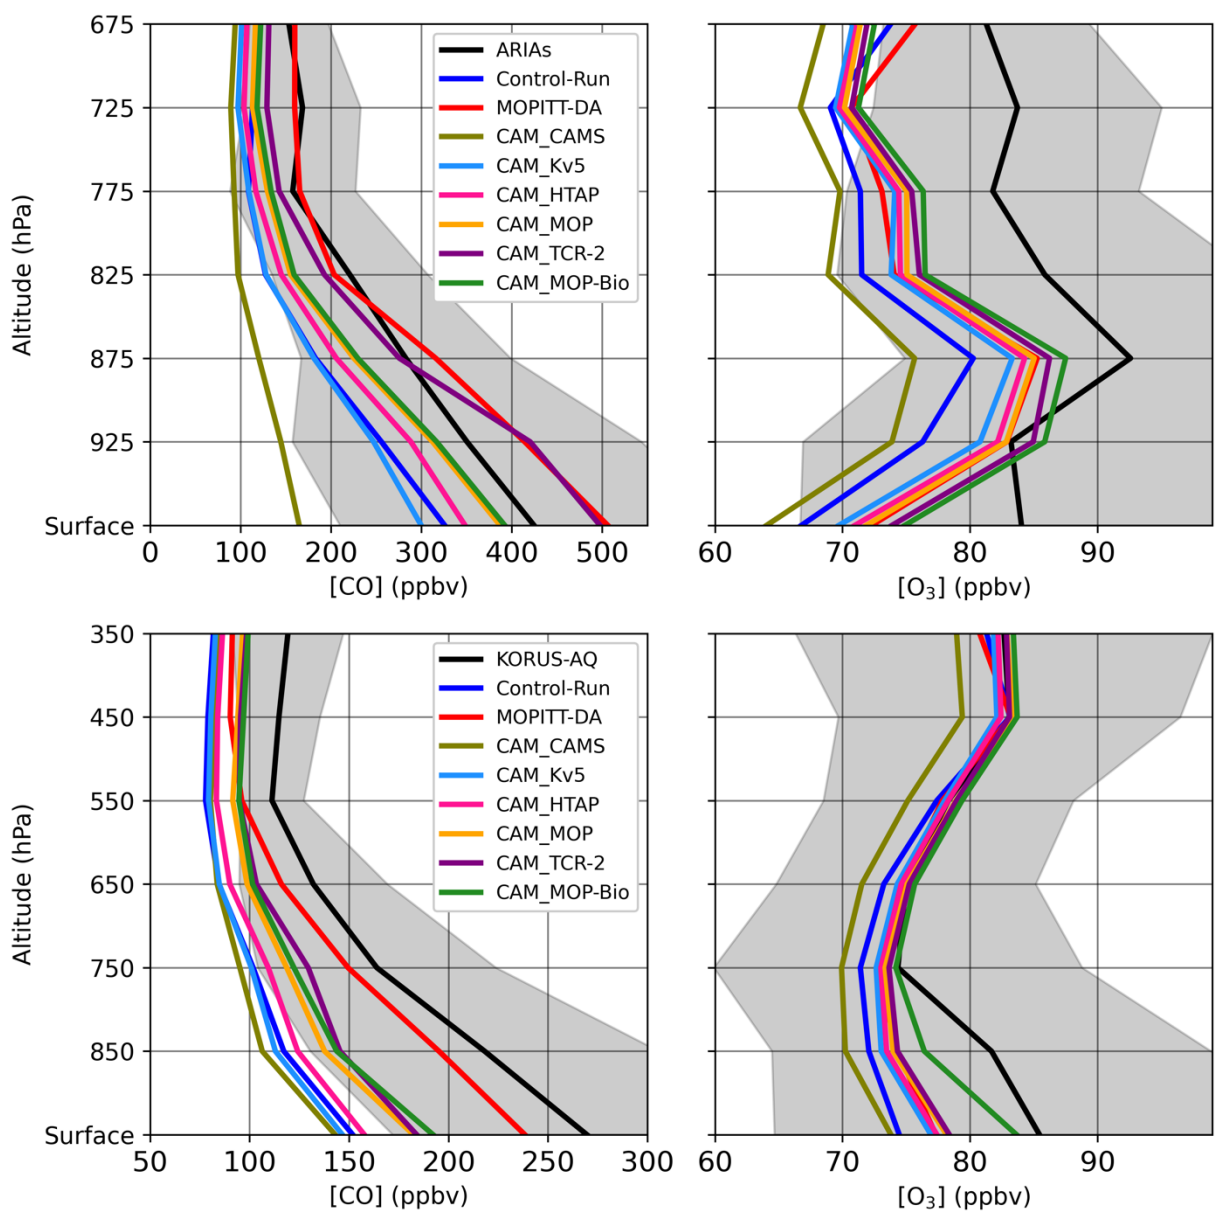 675
725
775
825
875
925
Surface
Altitude (hPa)
0
100
200
300
400
500
[CO] (ppbv)
ARIAs
Control-Run
MOPITT-DA
CAM_CAMS
CAM_Kv5
CAM_HTAP
CAM_MOP
CAM_TCR-2
CAM_MOP-Bio
60
70
80
90
[O₃] (ppbv)
350
450
550
650
750
850
Surface
Altitude (hPa)
50
100
150
200
250
300
[CO] (ppbv)
KORUS-AQ
Control-Run
MOPITT-DA
CAM_CAMS
CAM_Kv5
CAM_HTAP
CAM_MOP
CAM_TCR-2
CAM_MOP-Bio
60
70
80
90
[O₃] (ppbv)